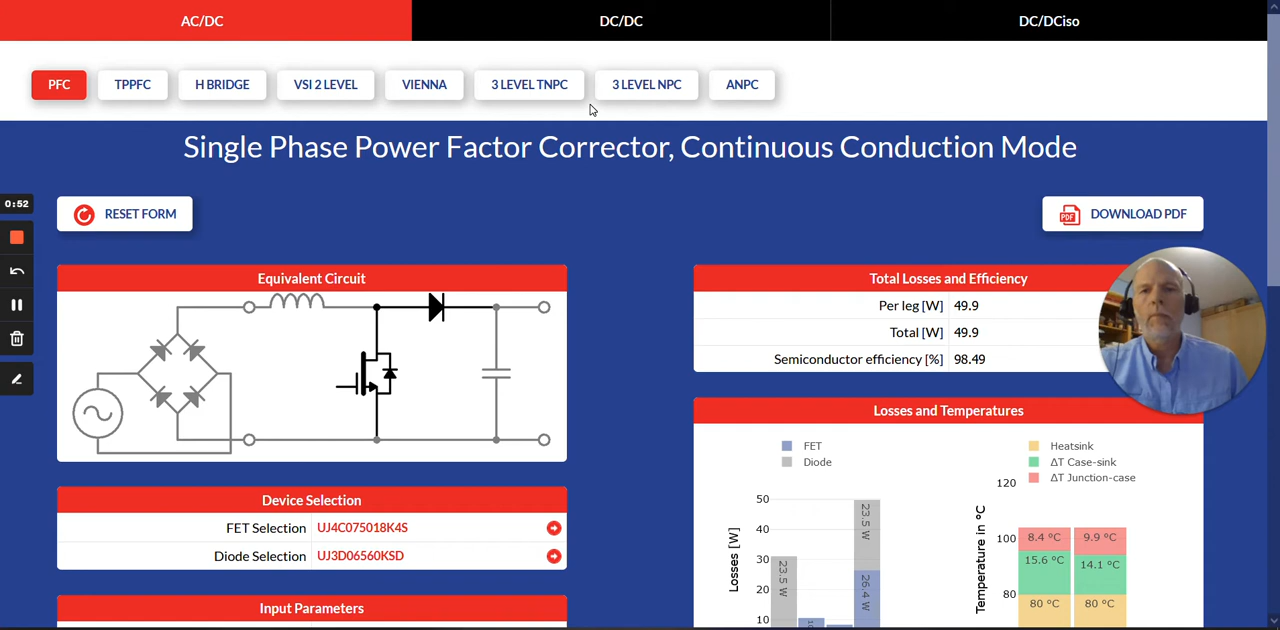 AC/DC
DC/DC
DC/DCiso
PFC
TPPFC
H BRIDGE
VSI 2 LEVEL
VIENNA
3 LEVEL TNPC
3 LEVEL NPC
ANPC
Single Phase Power Factor Corrector, Continuous Conduction Mode
0:52
RESET FORM
PDF
DOWNLOAD PDF
Equivalent Circuit
Device Selection
FET Selection UJ4C075018K4S
Diode Selection UJ3D06560KSD
Input Parameters
Total Losses and Efficiency
Per leg [W] 49.9
Total [W] 49.9
Semiconductor efficiency [%] 98.49
Losses and Temperatures
FET
Diode
Losses [W]
50
40
30
20
10
23.5 W
23.5 W
26.4 W
Heatsink
ΔT Case-sink
ΔT Junction-case
Temperature in °C
120
100
80
8.4 °C
9.9 °C
15.6 °C
14.1 °C
80 °C
80 °C